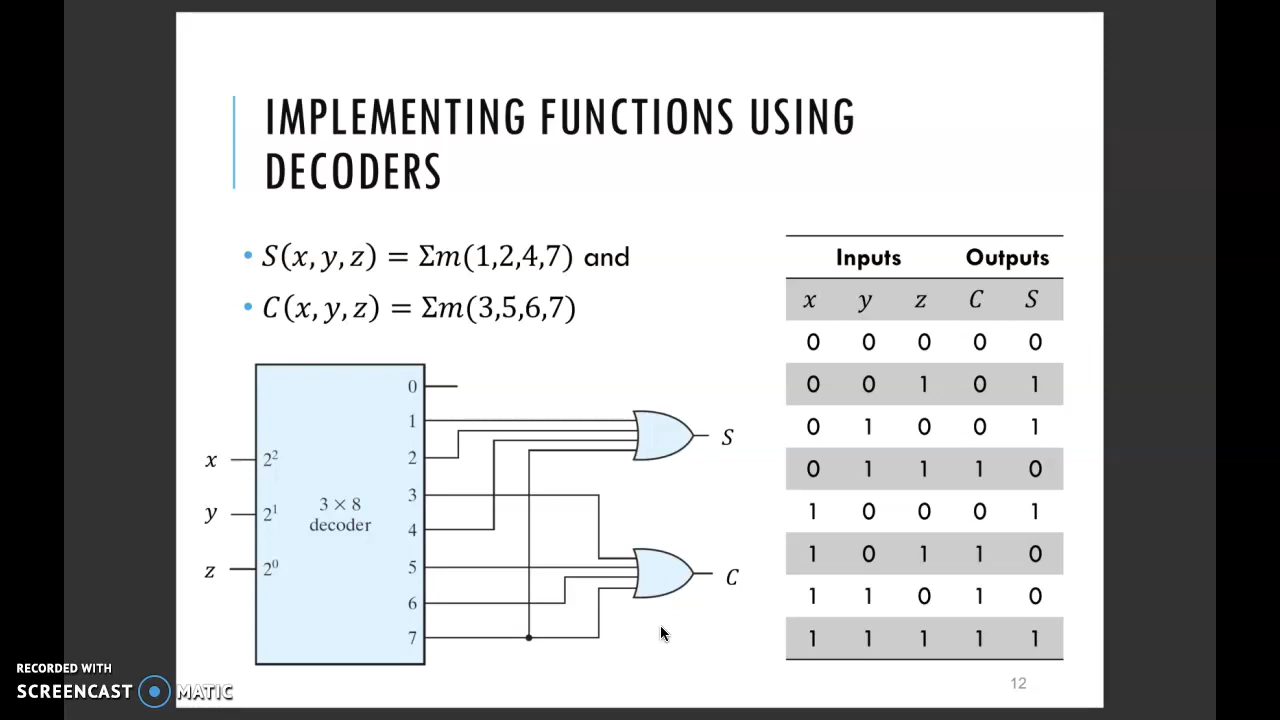 IMPLEMENTING FUNCTIONS USING
DECODERS
• S(x, y, z) = Σm(1,2,4,7) and
• C(x, y, z) = Σm(3,5,6,7)
Inputs Outputs
x y z C S
0 0 0 0 0
0 0 1 0 1
0 1 0 0 1
0 1 1 1 0
1 0 0 0 1
1 0 1 1 0
1 1 0 1 0
1 1 1 1 1
x
y
z
2²
2¹
2⁰
3 × 8
decoder
0
1
2
3
4
5
6
7
S
C
12
RECORDED WITH
SCREENCAST MATIC